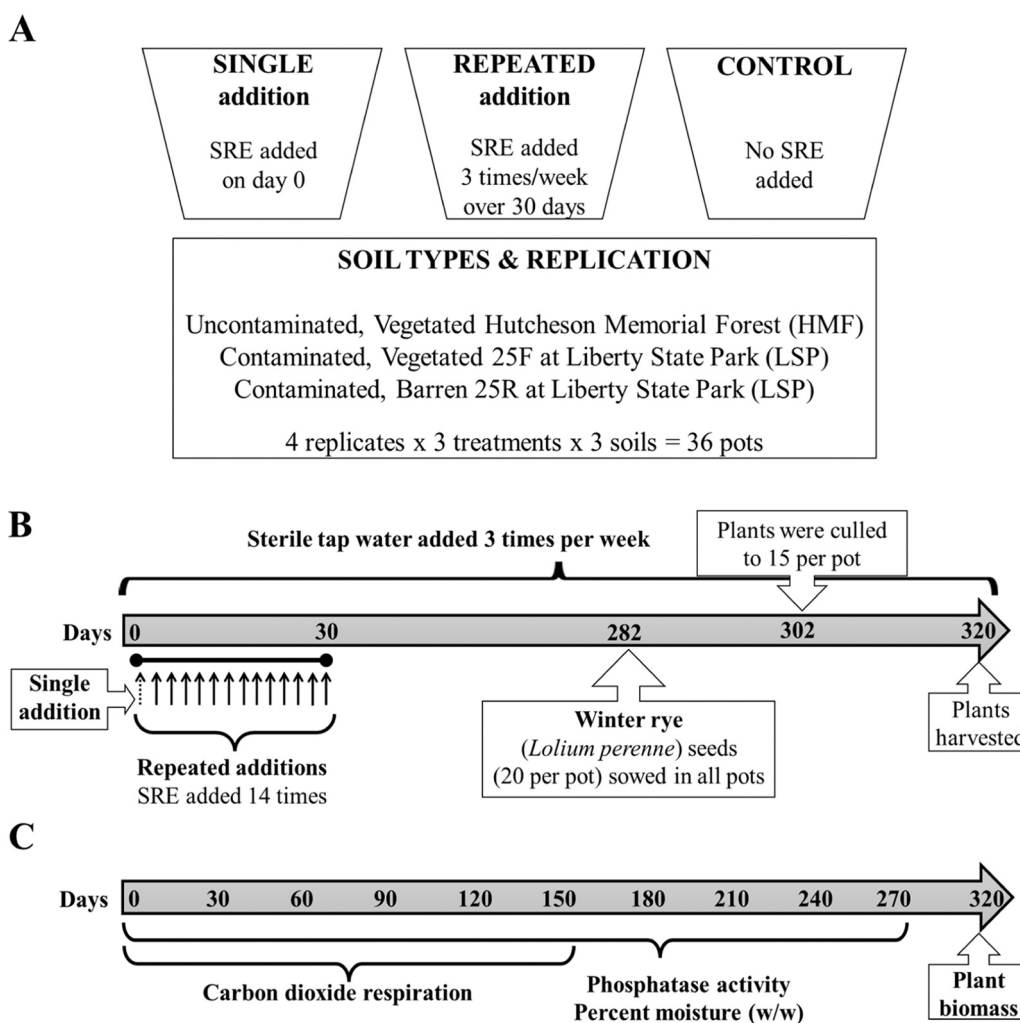 A
SINGLE
addition
SRE added
on day 0
REPEATED
addition
SRE added
3 times/week
over 30 days
CONTROL
No SRE
added
SOIL TYPES & REPLICATION
Uncontaminated, Vegetated Hutcheson Memorial Forest (HMF)
Contaminated, Vegetated 25F at Liberty State Park (LSP)
Contaminated, Barren 25R at Liberty State Park (LSP)
4 replicates x 3 treatments x 3 soils = 36 pots
B
Sterile tap water added 3 times per week
Plants were culled
to 15 per pot
Days 0 30 282 302 320
Single
addition
Repeated additions
SRE added 14 times
Winter rye
(Lolium perenne) seeds
(20 per pot) sowed in all pots
Plants
harvested
C
Days 0 30 60 90 120 150 180 210 240 270 320
Carbon dioxide respiration
Phosphatase activity
Percent moisture (w/w)
Plant
biomass